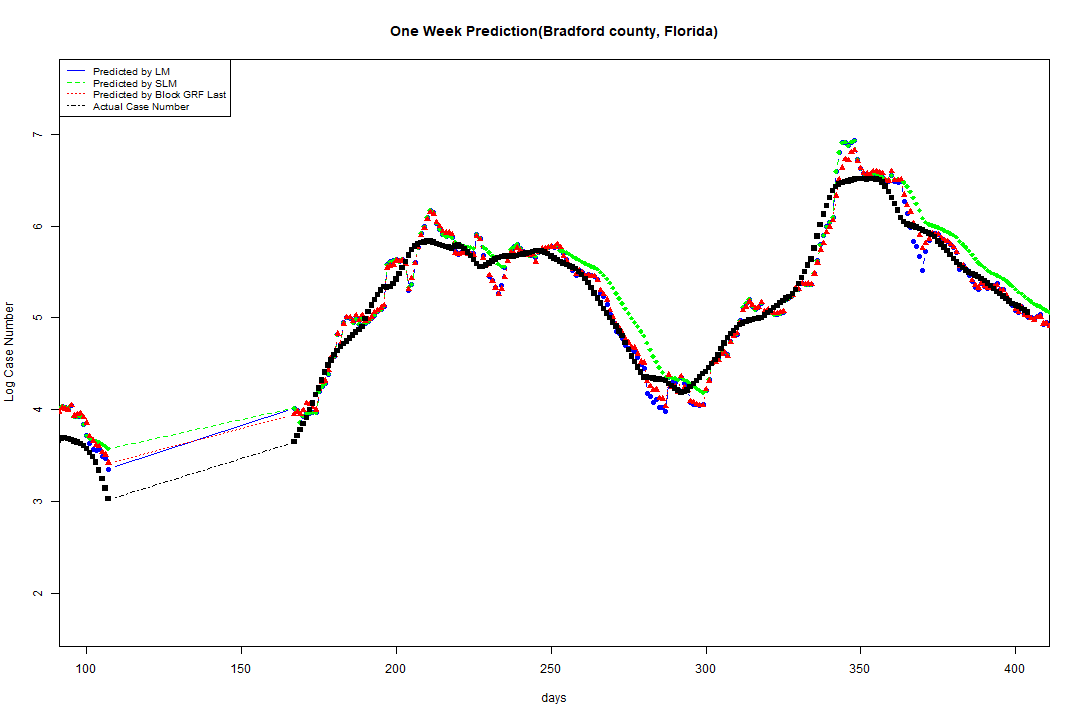 One Week Prediction(Bradford county, Florida)
Predicted by LM
Predicted by SLM
Predicted by Block GRF Last
Actual Case Number
Log Case Number
7
6
5
4
3
2
100 150 200 250 300 350 400
days